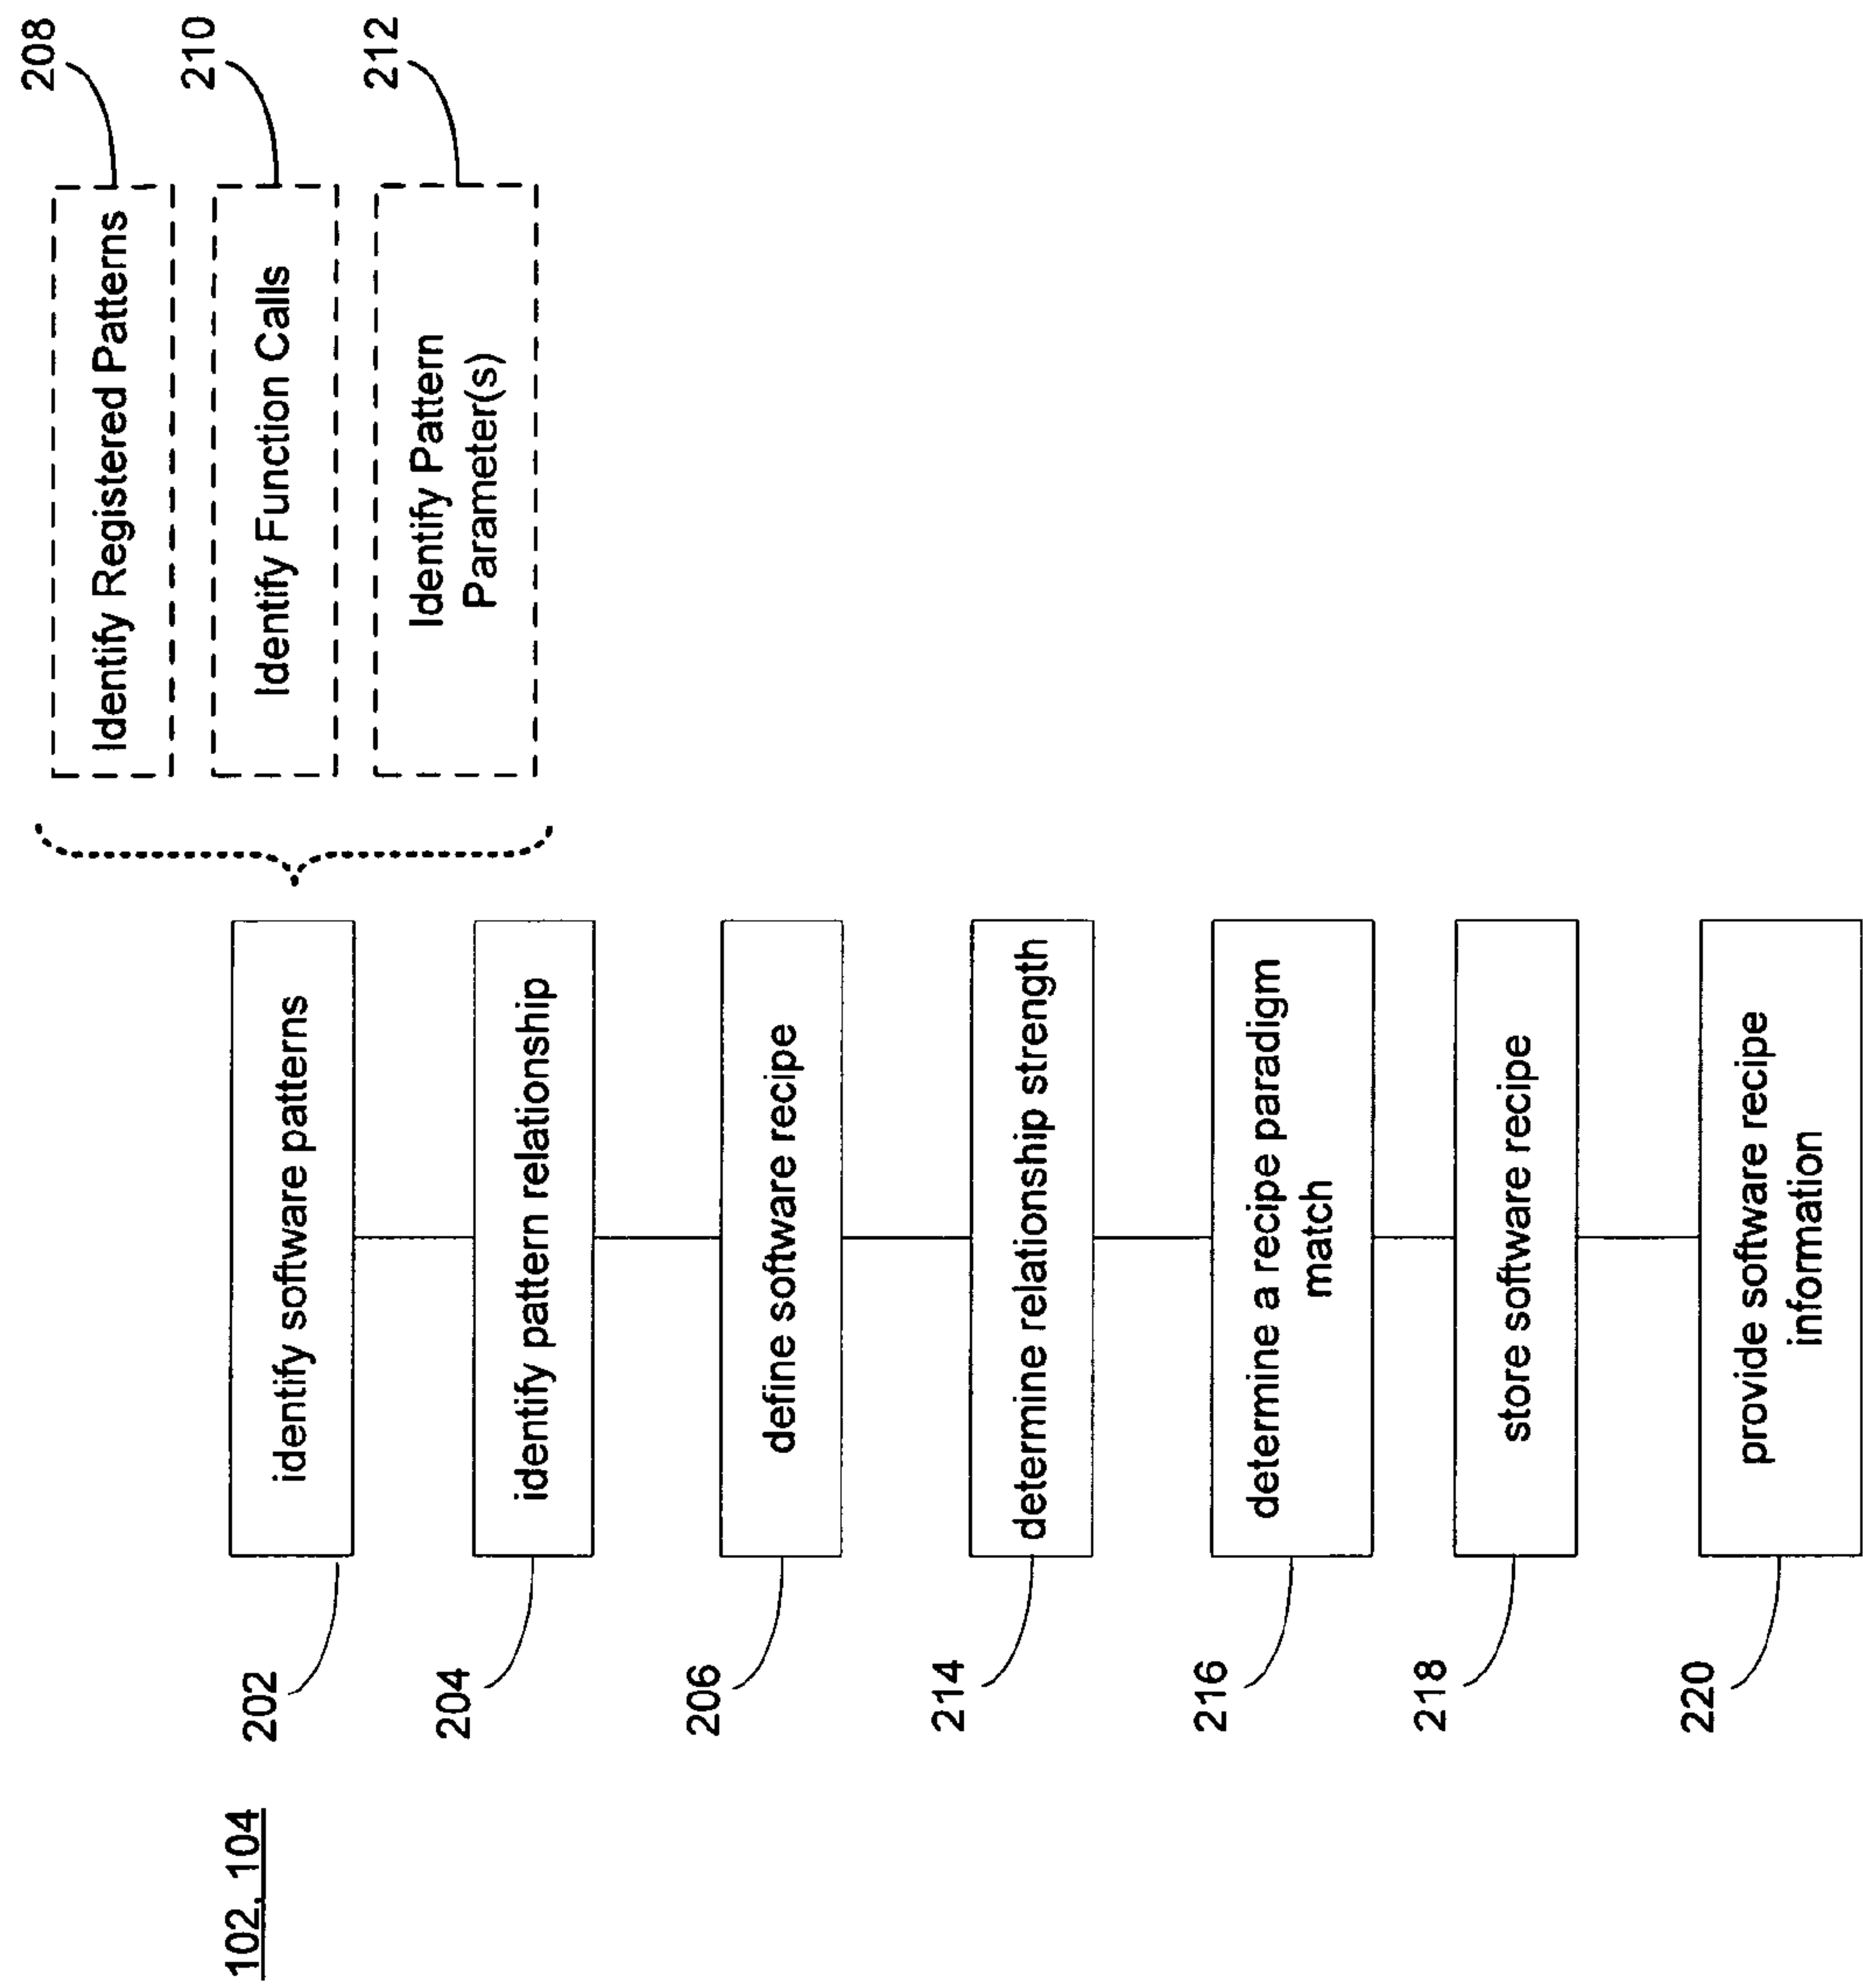 102, 104
202
identify software patterns
208
Identify Registered Patterns
210
Identify Function Calls
212
Identify Pattern
Parameter(s)
204
identify pattern relationship
206
define software recipe
214
determine relationship strength
216
determine a recipe paradigm
match
218
store software recipe
220
provide software recipe
information